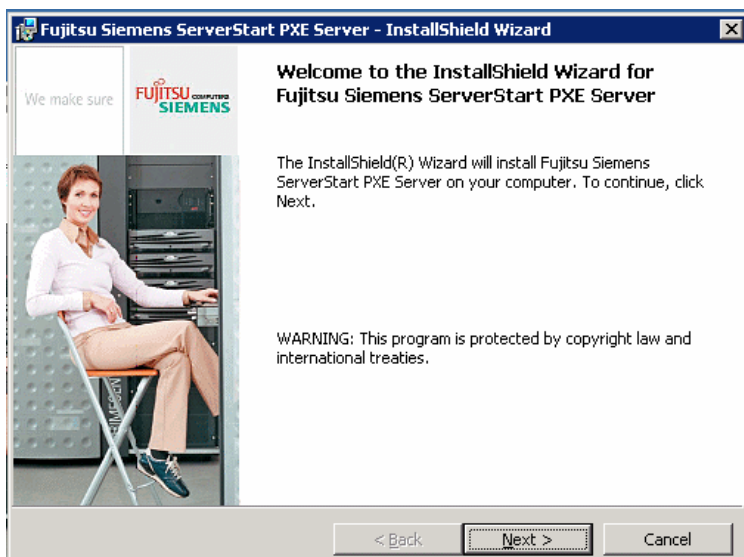 Fujitsu Siemens ServerStart PXE Server - InstallShield Wizard
We make sure
FUJITSU COMPUTERS
SIEMENS
Welcome to the InstallShield Wizard for
Fujitsu Siemens ServerStart PXE Server
The InstallShield(R) Wizard will install Fujitsu Siemens
ServerStart PXE Server on your computer. To continue, click
Next.
WARNING: This program is protected by copyright law and
international treaties.
< Back
Next >
Cancel